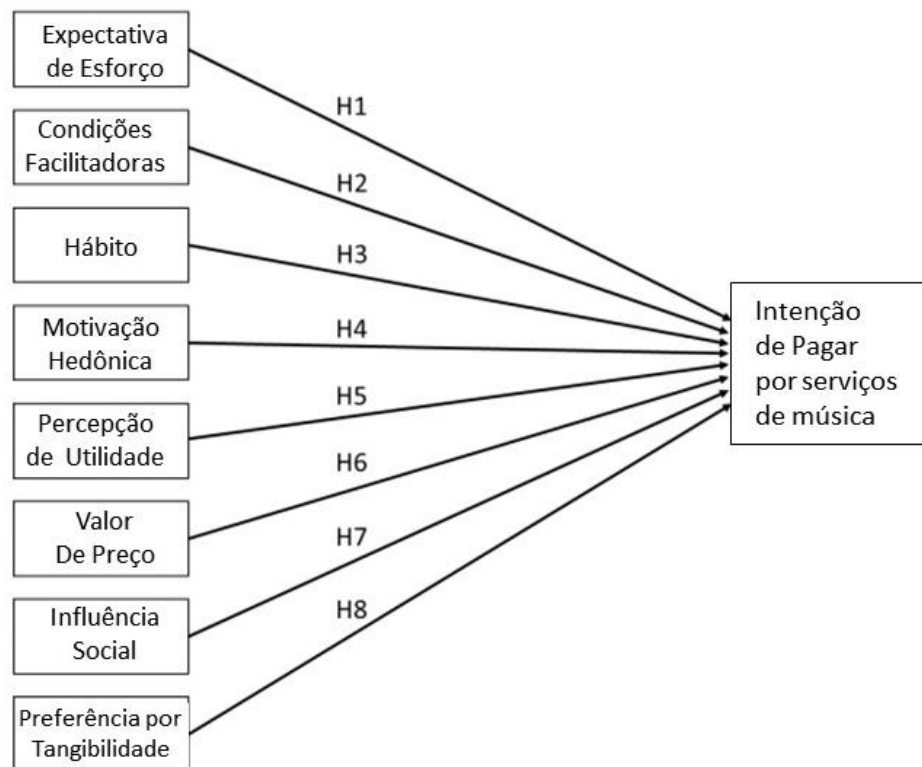 Expectativa
de Esforço
H1
Condições
Facilitadoras
H2
Hábito
H3
Motivação
Hedônica
H4
Percepção
de Utilidade
H5
Valor
De Preço
H6
Influência
Social
H7
Preferência por
Tangibilidade
H8
Intenção
de Pagar
por serviços
de música